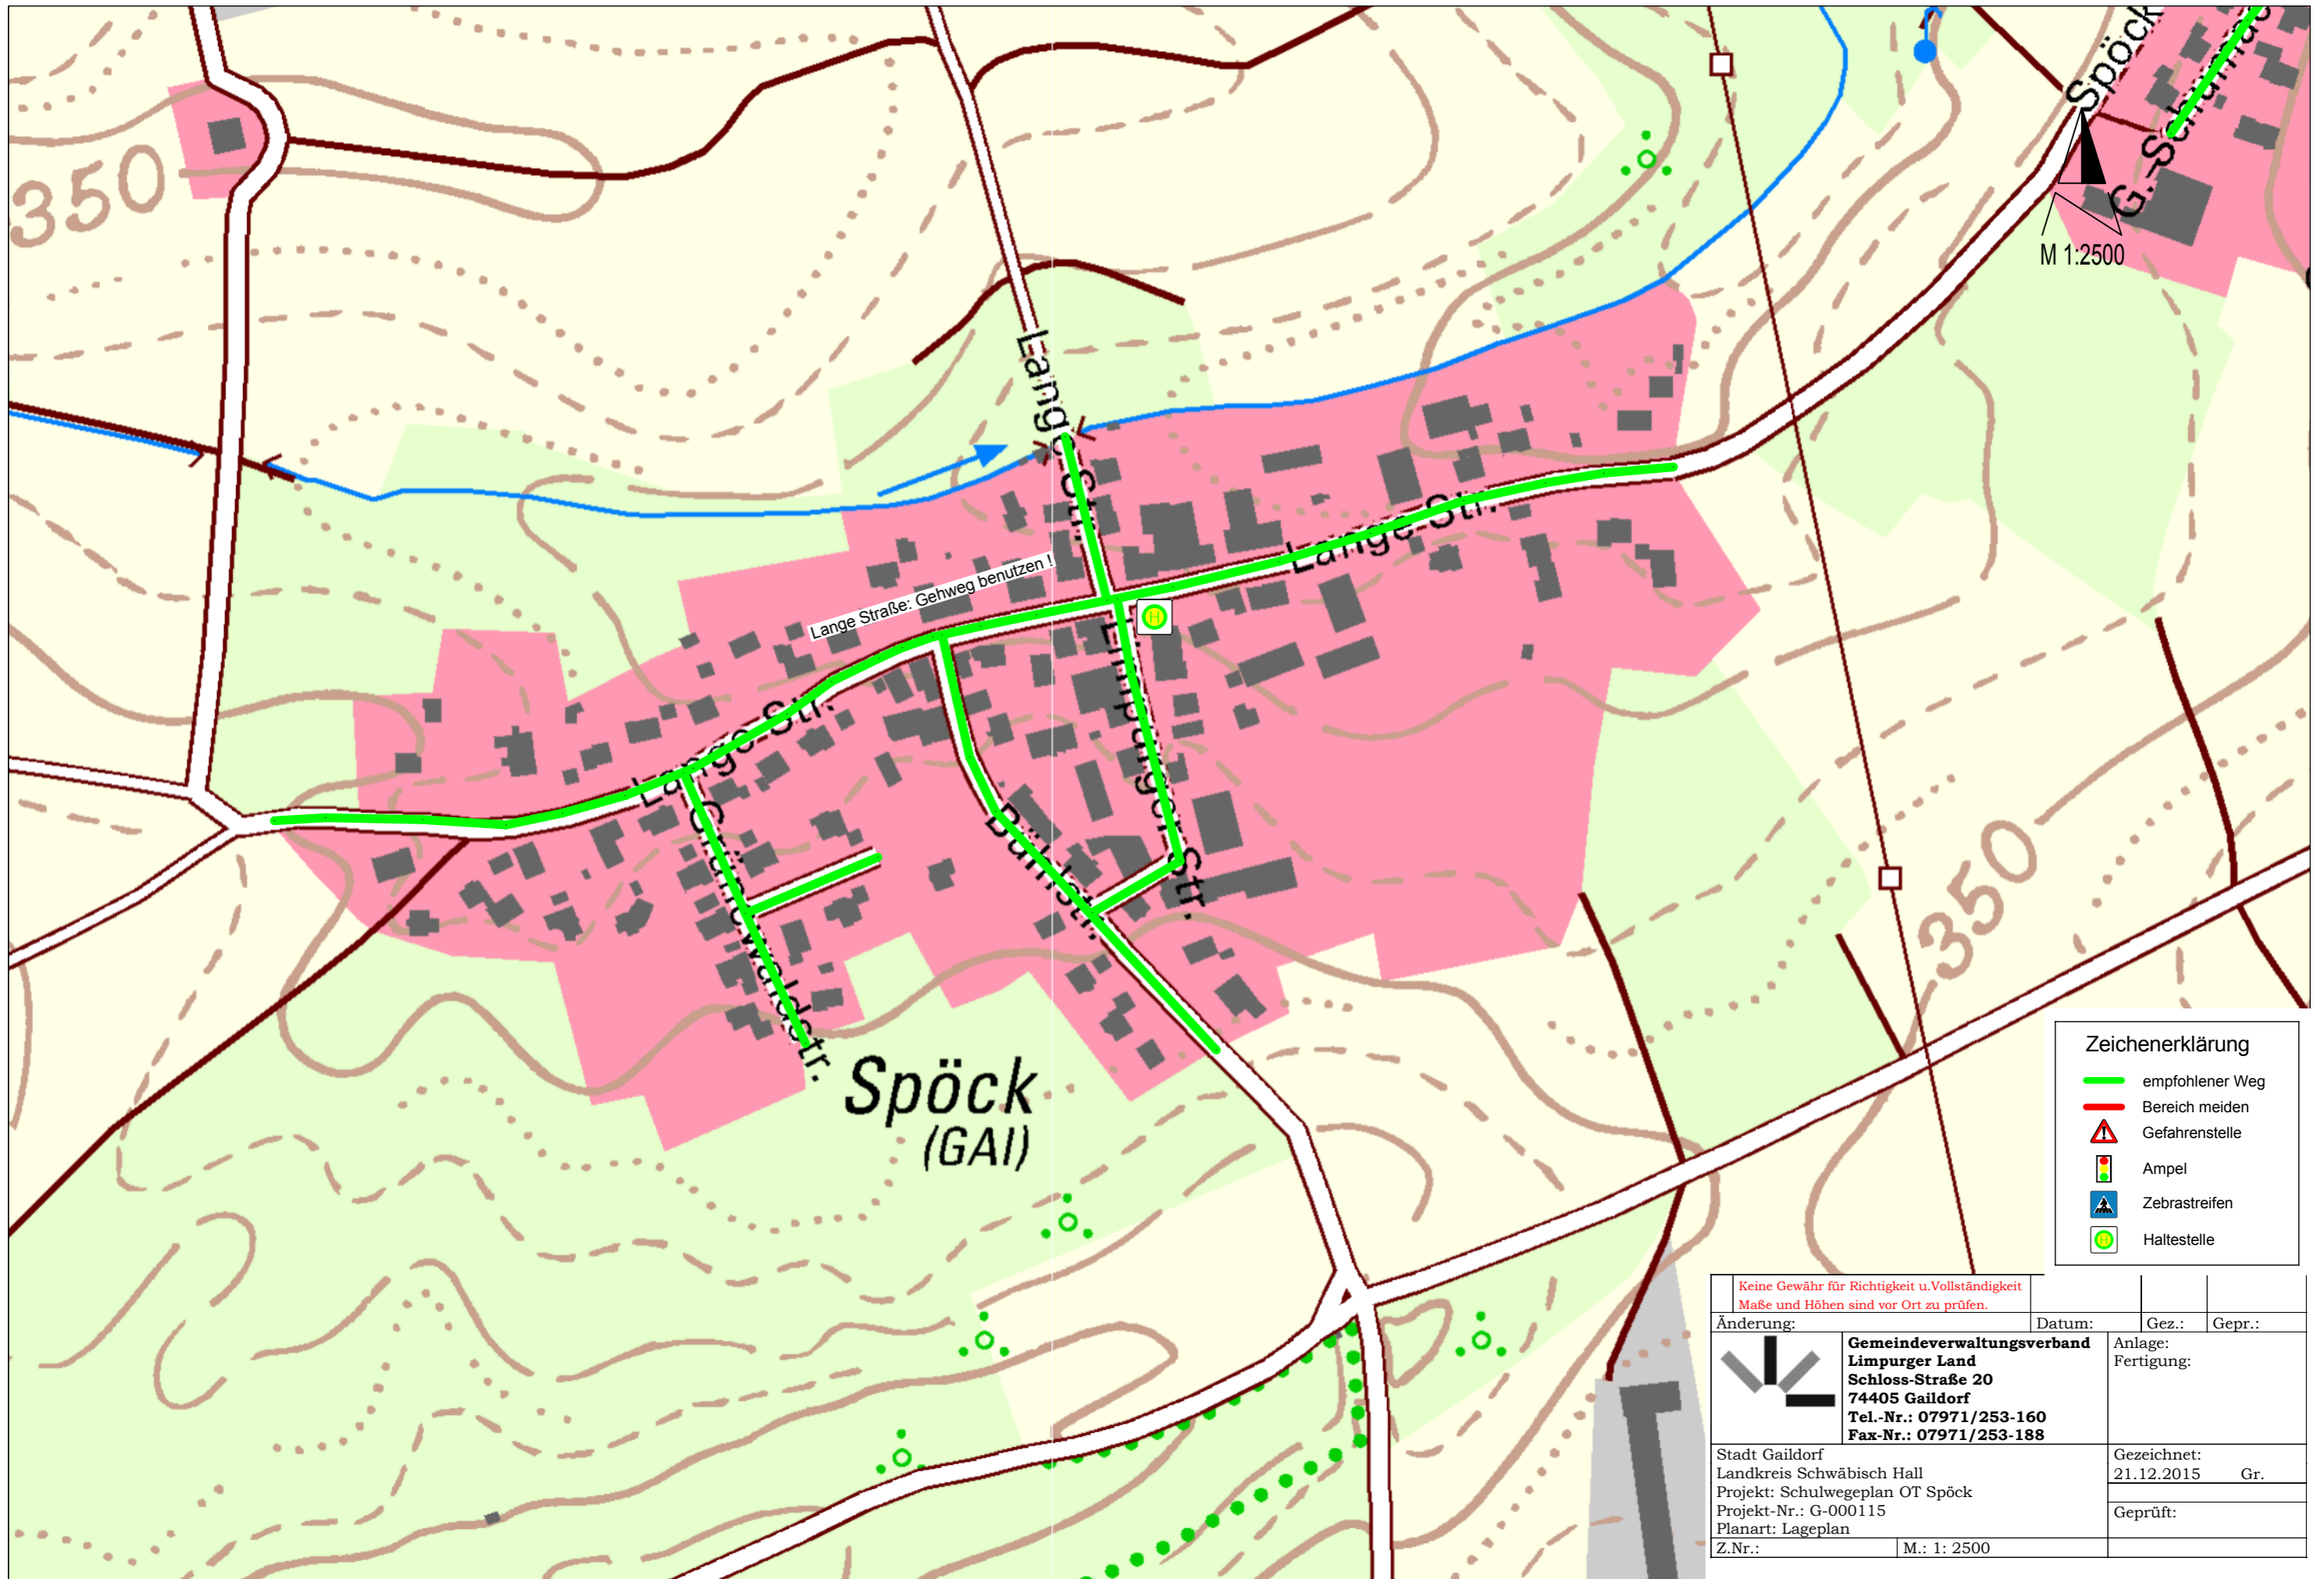 350
Spöck
G.-Schuma
M 1:2500
Lange Str.
Lange Str.
Lange Straße: Gehweg benutzen !
H
Limpurger Str.
Lange Str.
Bühlstr.
Grünewaldstr.
350
Spöck
(GAI)
Zeichenerklärung
empfohlener Weg
Bereich meiden
Gefahrenstelle
Ampel
Zebrastreifen
H Haltestelle
Keine Gewähr für Richtigkeit u.Vollständigkeit
Maße und Höhen sind vor Ort zu prüfen.
Änderung: Datum: Gez.: Gepr.:
Gemeindeverwaltungsverband
Limpurger Land
Schloss-Straße 20
74405 Gaildorf
Tel.-Nr.: 07971/253-160
Fax-Nr.: 07971/253-188
Anlage:
Fertigung:
Stadt Gaildorf
Landkreis Schwäbisch Hall
Projekt: Schulwegeplan OT Spöck
Projekt-Nr.: G-000115
Planart: Lageplan
Gezeichnet:
21.12.2015 Gr.
Geprüft:
Z.Nr.: M.: 1: 2500